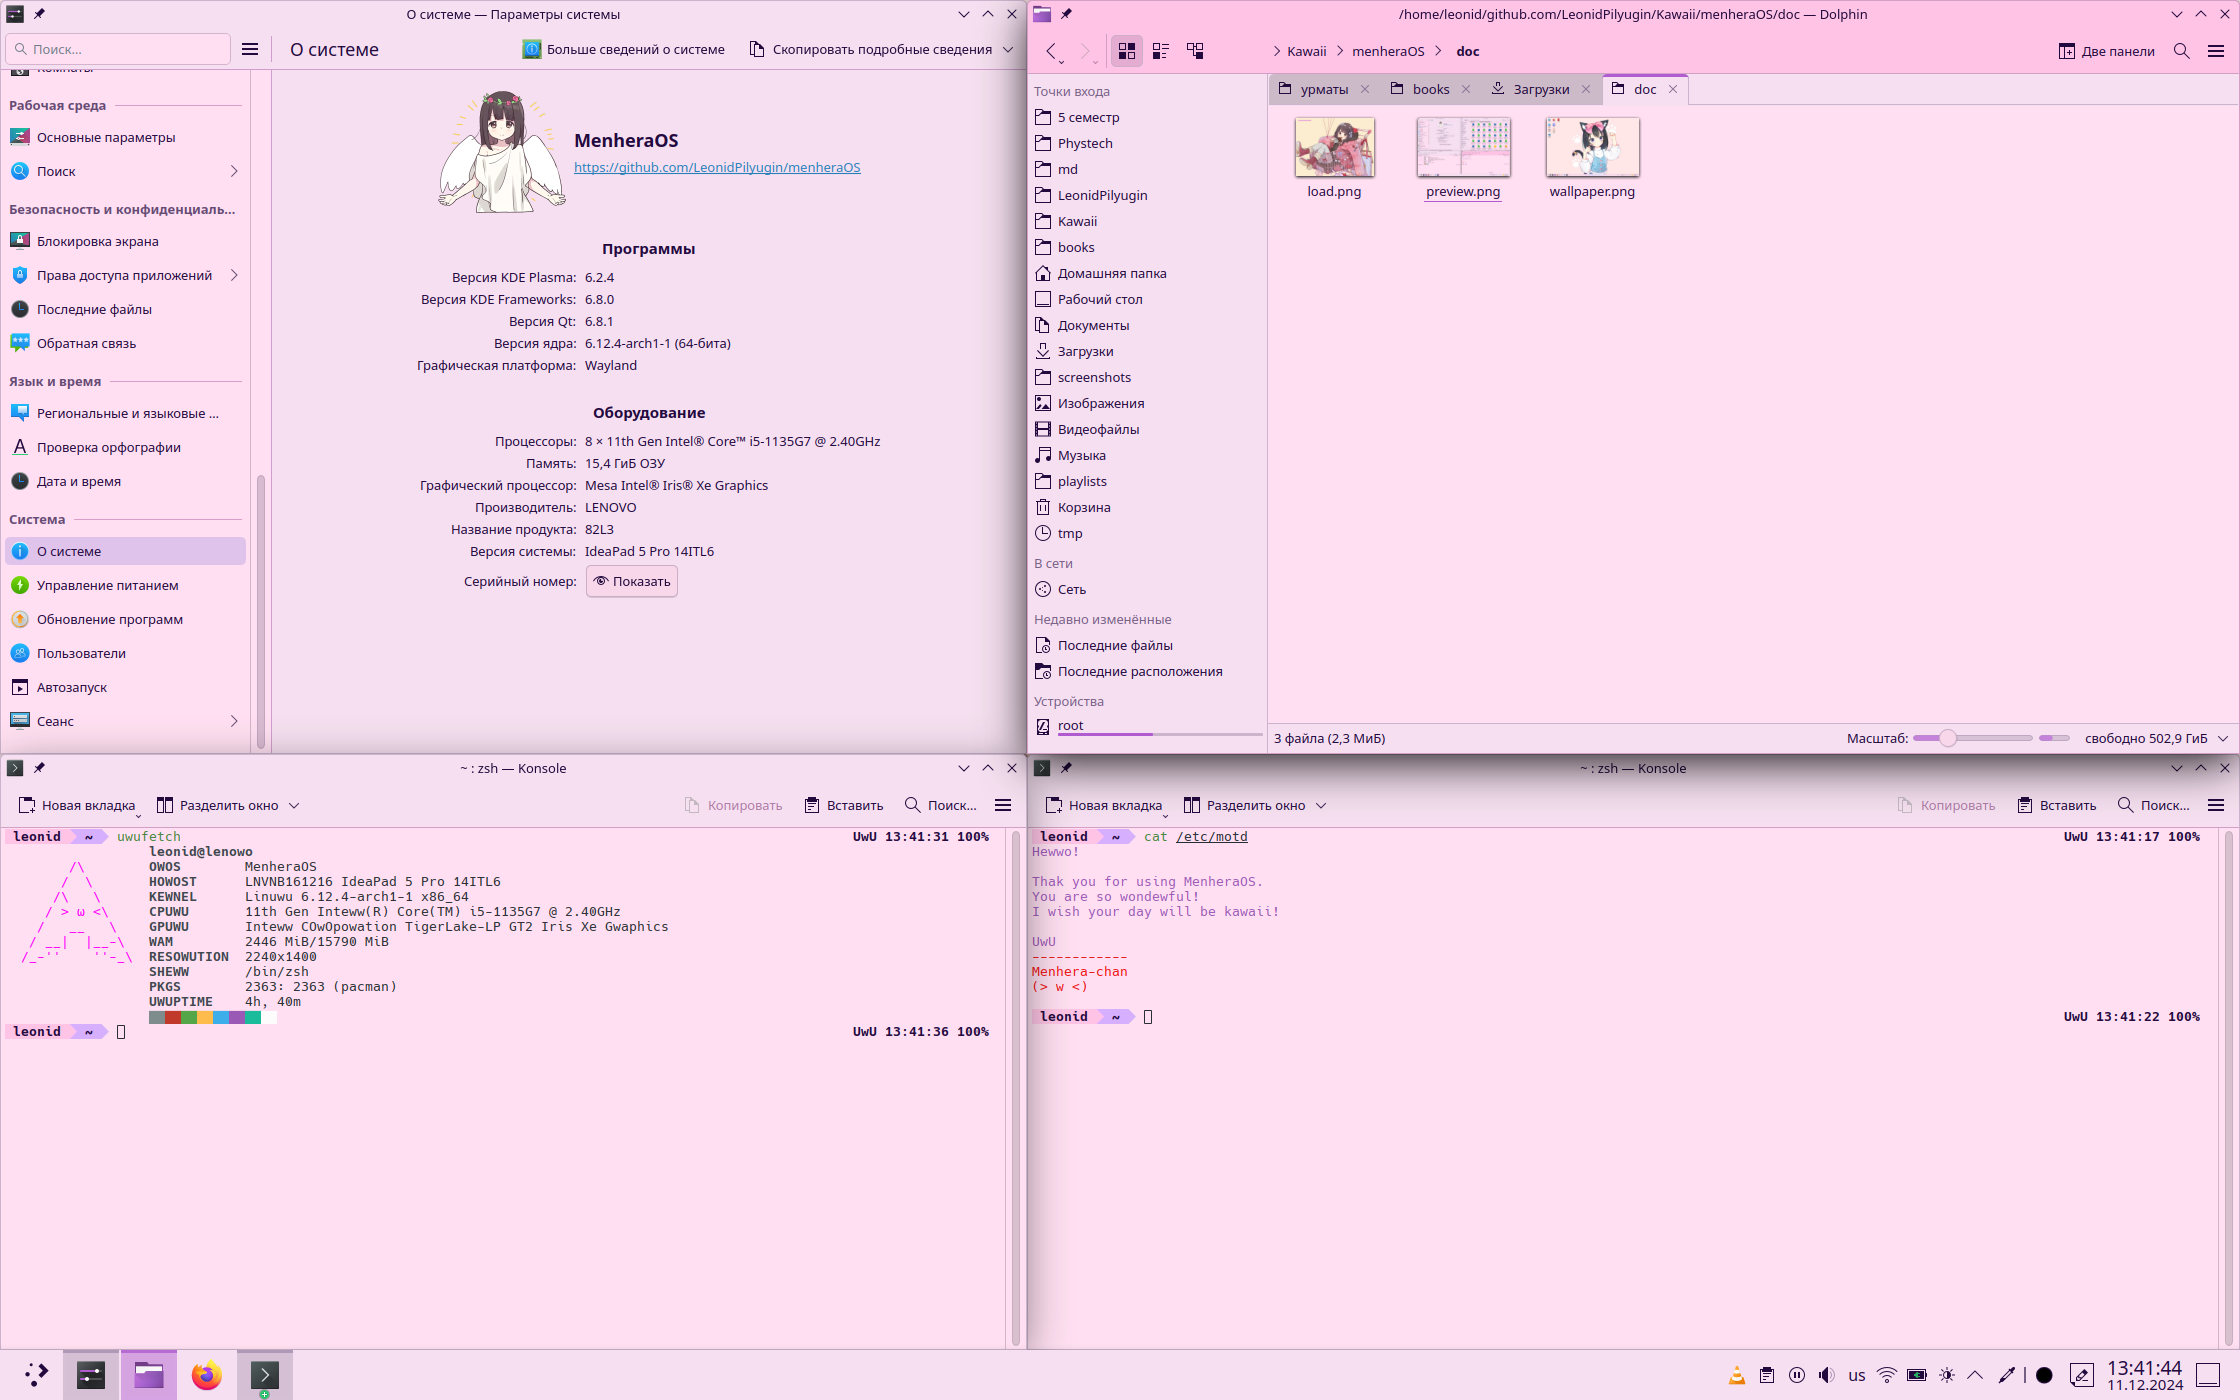 О системе — Параметры системы
Поиск...
О системе
Больше сведений о системе
Скопировать подробные сведения
Рабочая среда
Основные параметры
Поиск
Безопасность и конфиденциаль...
Блокировка экрана
Права доступа приложений
Последние файлы
Обратная связь
Язык и время
Региональные и языковые ...
Проверка орфографии
Дата и время
Система
О системе
Управление питанием
Обновление программ
Пользователи
Автозапуск
Сеанс
MenheraOS
https://github.com/LeonidPilyugin/menheraOS
Программы
Версия KDE Plasma: 6.2.4
Версия KDE Frameworks: 6.8.0
Версия Qt: 6.8.1
Версия ядра: 6.12.4-arch1-1 (64-бита)
Графическая платформа: Wayland
Оборудование
Процессоры: 8 × 11th Gen Intel® Core™ i5-1135G7 @ 2.40GHz
Память: 15,4 ГиБ ОЗУ
Графический процессор: Mesa Intel® Iris® Xe Graphics
Производитель: LENOVO
Название продукта: 82L3
Версия системы: IdeaPad 5 Pro 14ITL6
Серийный номер: Показать
/home/leonid/github.com/LeonidPilyugin/Kawaii/menheraOS/doc — Dolphin
Kawaii menheraOS doc
Две панели
урматы books Загрузки doc
Точки входа
5 семестр
Phystech
md
LeonidPilyugin
Kawaii
books
Домашняя папка
Рабочий стол
Документы
Загрузки
screenshots
Изображения
Видеофайлы
Музыка
playlists
Корзина
tmp
В сети
Сеть
Недавно изменённые
Последние файлы
Последние расположения
Устройства
root
load.png preview.png wallpaper.png
3 файла (2,3 МиБ)
Масштаб:
свободно 502,9 ГиБ
~ : zsh — Konsole
Новая вкладка Разделить окно Копировать Вставить Поиск...
leonid ~ uwufetch UwU 13:41:31 100%
leonid@lenowo
OWOS MenheraOS
HOWOST LNVNB161216 IdeaPad 5 Pro 14ITL6
KEWNEL Linuwu 6.12.4-arch1-1 x86_64
CPUWU 11th Gen Inteww(R) Core(TM) i5-1135G7 @ 2.40GHz
GPUWU Inteww COwOpowation TigerLake-LP GT2 Iris Xe Gwaphics
WAM 2446 MiB/15790 MiB
RESOWUTION 2240x1400
SHEWW /bin/zsh
PKGS 2363: 2363 (pacman)
UWUPTIME 4h, 40m
leonid ~ UwU 13:41:36 100%
~ : zsh — Konsole
Новая вкладка Разделить окно Копировать Вставить Поиск...
leonid ~ cat /etc/motd UwU 13:41:17 100%
Hewwo!
Thak you for using MenheraOS.
You are so wondewful!
I wish your day will be kawaii!
UwU
------------
Menhera-chan
(> w <)
leonid ~ UwU 13:41:22 100%
us
13:41:44
11.12.2024